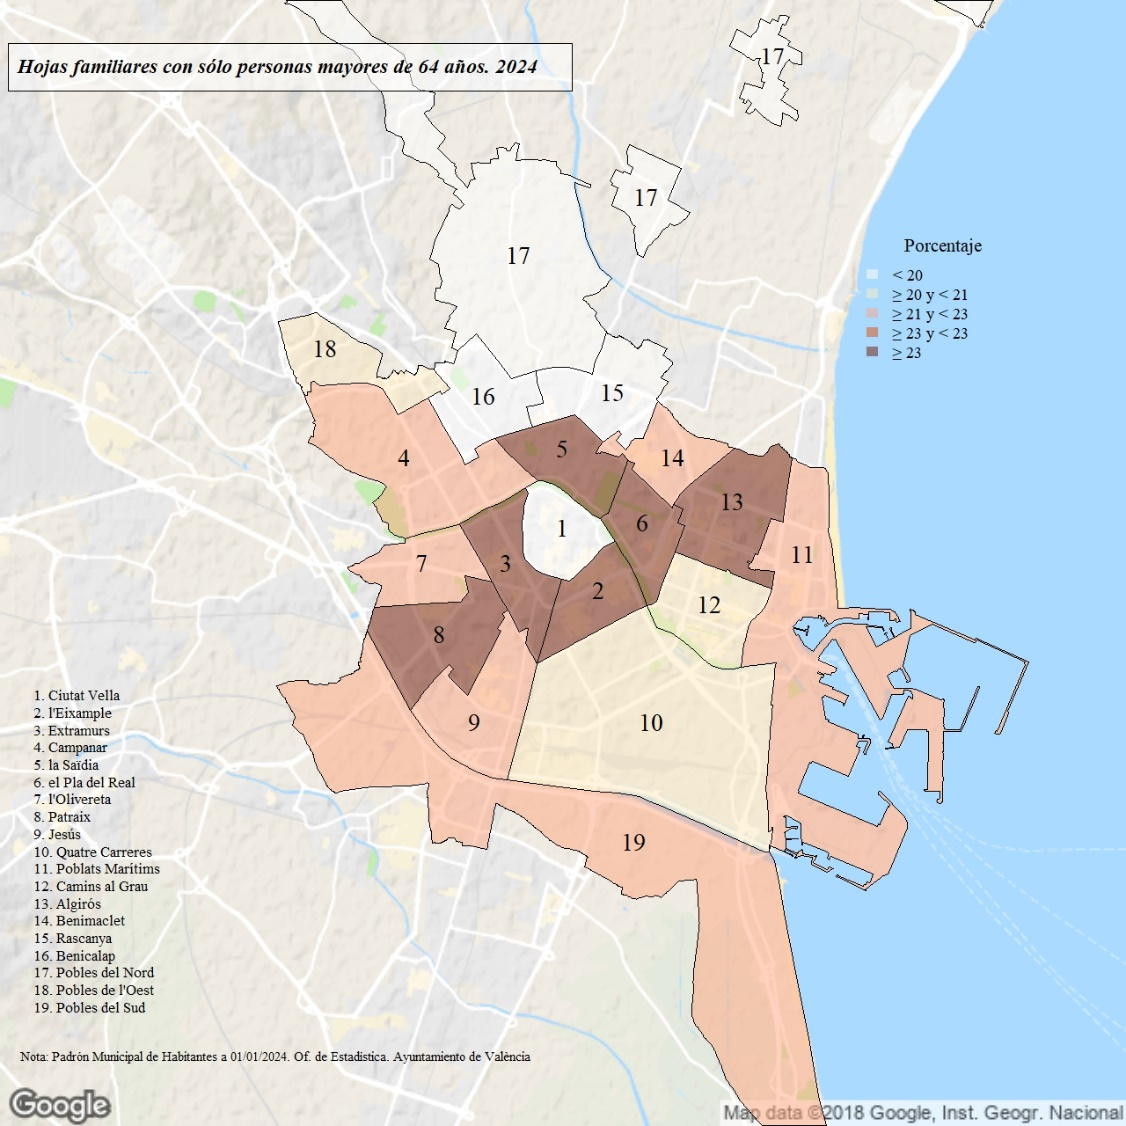 Hojas familiares con sólo personas mayores de 64 años. 2024
17
17
17
Porcentaje
< 20
≥ 20 y < 21
≥ 21 y < 23
≥ 23 y < 23
≥ 23
18
16
15
4
5
14
13
6
1
11
7
3
2
12
8
9
10
19
1. Ciutat Vella
2. l'Eixample
3. Extramurs
4. Campanar
5. la Saïdia
6. el Pla del Real
7. l'Olivereta
8. Patraix
9. Jesús
10. Quatre Carreres
11. Poblats Marítims
12. Camins al Grau
13. Algirós
14. Benimaclet
15. Rascanya
16. Benicalap
17. Pobles del Nord
18. Pobles de l'Oest
19. Pobles del Sud
Nota: Padrón Municipal de Habitantes a 01/01/2024. Of. de Estadística. Ayuntamiento de València
Google
Map data ©2018 Google, Inst. Geogr. Nacional